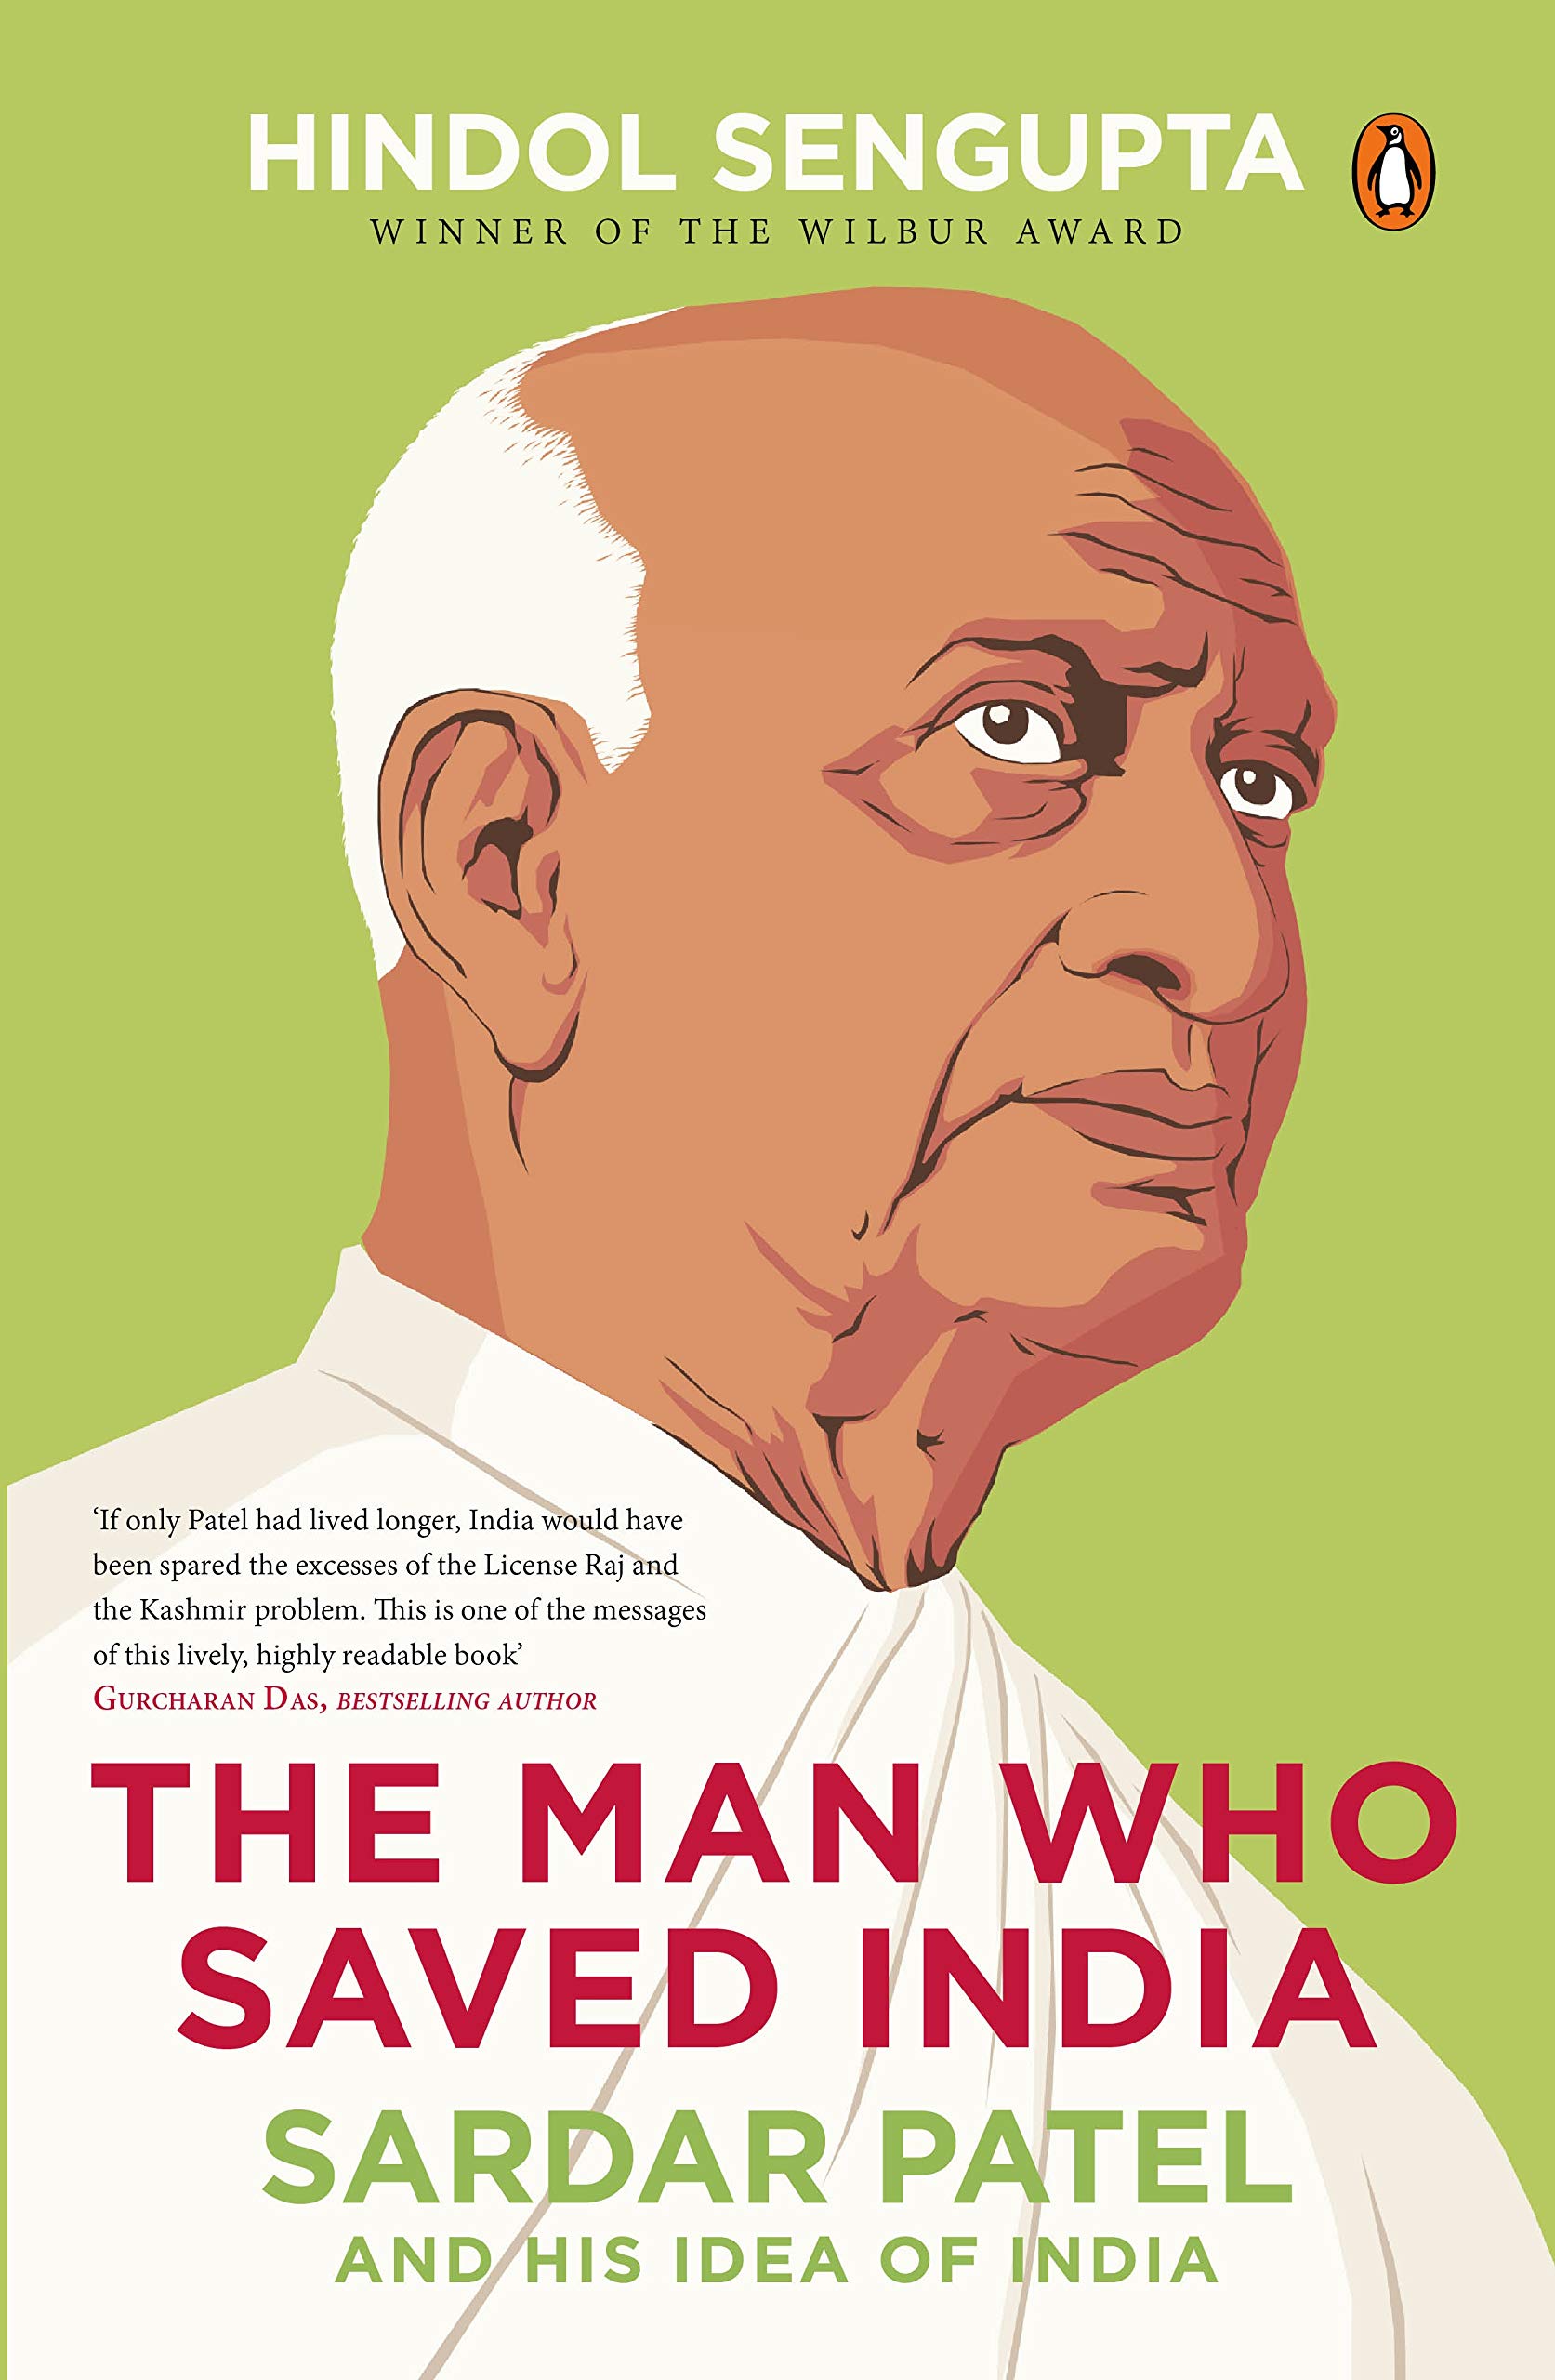 HINDOL SENGUPTA
WINNER OF THE WILBUR AWARD
‘If only Patel had lived longer, India would have
been spared the excesses of the License Raj and
the Kashmir problem. This is one of the messages
of this lively, highly readable book’
GURCHARAN DAS, BESTSELLING AUTHOR
THE MAN WHO
SAVED INDIA
SARDAR PATEL
AND HIS IDEA OF INDIA